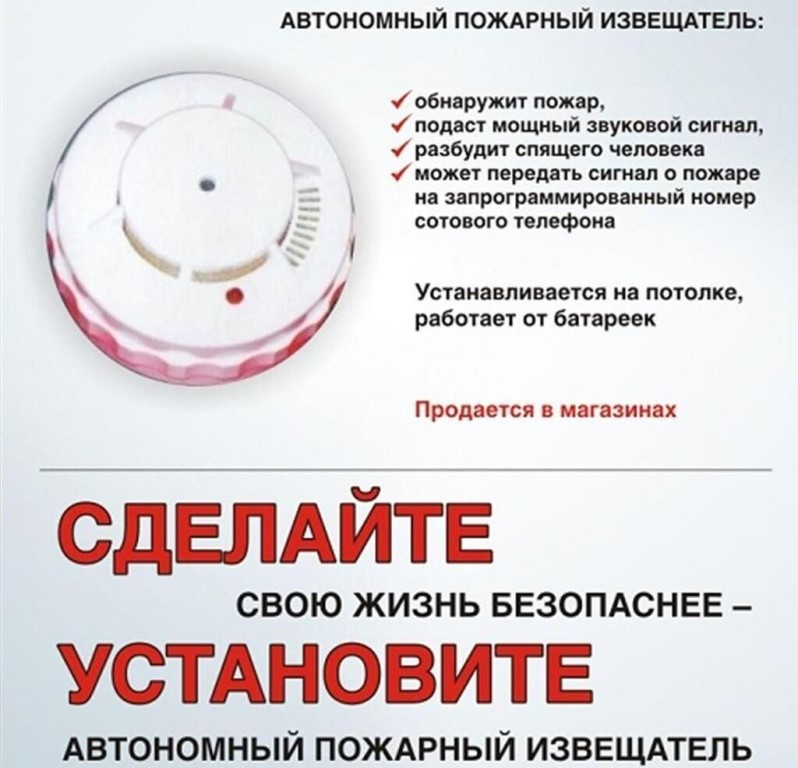 АВТОНОМНЫЙ ПОЖАРНЫЙ ИЗВЕЩАТЕЛЬ:
обнаружит пожар,
подаст мощный звуковой сигнал,
разбудит спящего человека
может передать сигнал о пожаре
на запрограммированный номер
сотового телефона
Устанавливается на потолке,
работает от батареек
Продается в магазинах
СДЕЛАЙТЕ
СВОЮ ЖИЗНЬ БЕЗОПАСНЕЕ –
УСТАНОВИТЕ
АВТОНОМНЫЙ ПОЖАРНЫЙ ИЗВЕЩАТЕЛЬ